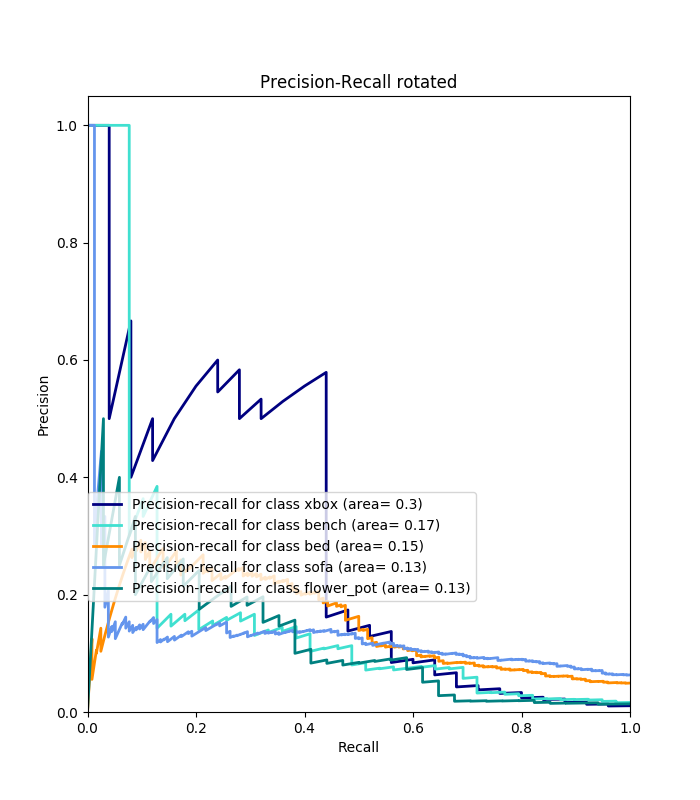 Precision-Recall rotated
1.0
0.8
0.6
0.4
0.2
0.0
Precision
Precision-recall for class xbox (area= 0.3)
Precision-recall for class bench (area= 0.17)
Precision-recall for class bed (area= 0.15)
Precision-recall for class sofa (area= 0.13)
Precision-recall for class flower_pot (area= 0.13)
0.0 0.2 0.4 0.6 0.8 1.0
Recall